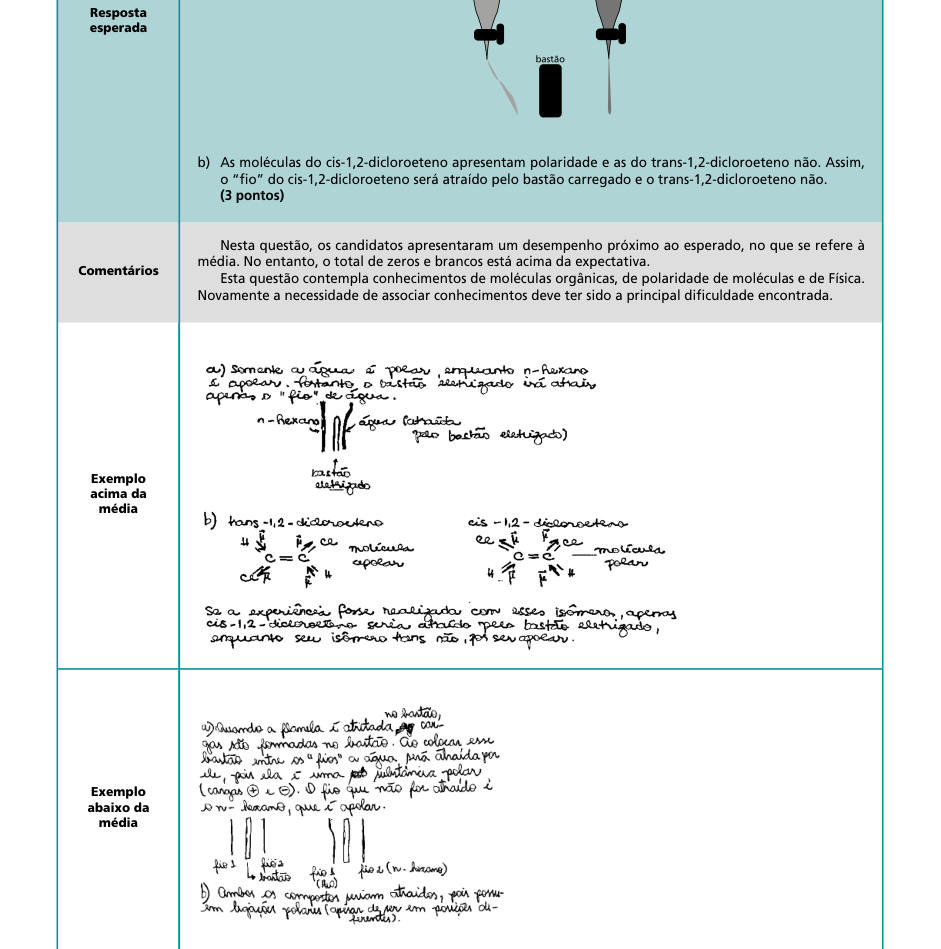 Resposta
esperada
bastão
b) As moléculas do cis-1,2-dicloroeteno apresentam polaridade e as do trans-1,2-dicloroeteno não. Assim,
o “fio” do cis-1,2-dicloroeteno será atraído pelo bastão carregado e o trans-1,2-dicloroeteno não.
(3 pontos)
Comentários
Nesta questão, os candidatos apresentaram um desempenho próximo ao esperado, no que se refere à
média. No entanto, o total de zeros e brancos está acima da expectativa.
Esta questão contempla conhecimentos de moléculas orgânicas, de polaridade de moléculas e de Física.
Novamente a necessidade de associar conhecimentos deve ter sido a principal dificuldade encontrada.
Exemplo
acima da
média
a) Somente a água é polar, enquanto n-hexano
é apolar. Portanto, o bastão eletrizado irá atrair
apenas o "fio" de água.
n-hexano água (atraída
pelo bastão eletrizado)
bastão
eletrizado
b) trans-1,2-dicloroeteno cis-1,2-dicloroeteno
H μ μ Cl Cl μ μ Cl
C = C molécula C = C molécula
apolar polar
Cl μ μ H H μ μ H
Se a experiência fosse realizada com esses isômeros, apenas
cis-1,2-dicloroeteno seria atraído pelo bastão eletrizado,
enquanto seu isômero trans não, por ser apolar.
Exemplo
abaixo da
média
no bastão,
a) Quando a flanela é atritada car-
gas são formadas no bastão. Ao colocar esse
bastão entre os "fios" a água será atraída por
ele, pois ela é uma substância polar
(cargas ⊕ e ⊖). O fio que não for atraído é
o n-hexano, que é apolar.
fio 1 fio 2 fio 1 fio 2 (n-hexano)
bastão (H₂O)
b) Ambos os compostos seriam atraidos, pois possu-
em ligações polares (apesar de ser em posições di-
ferentes).